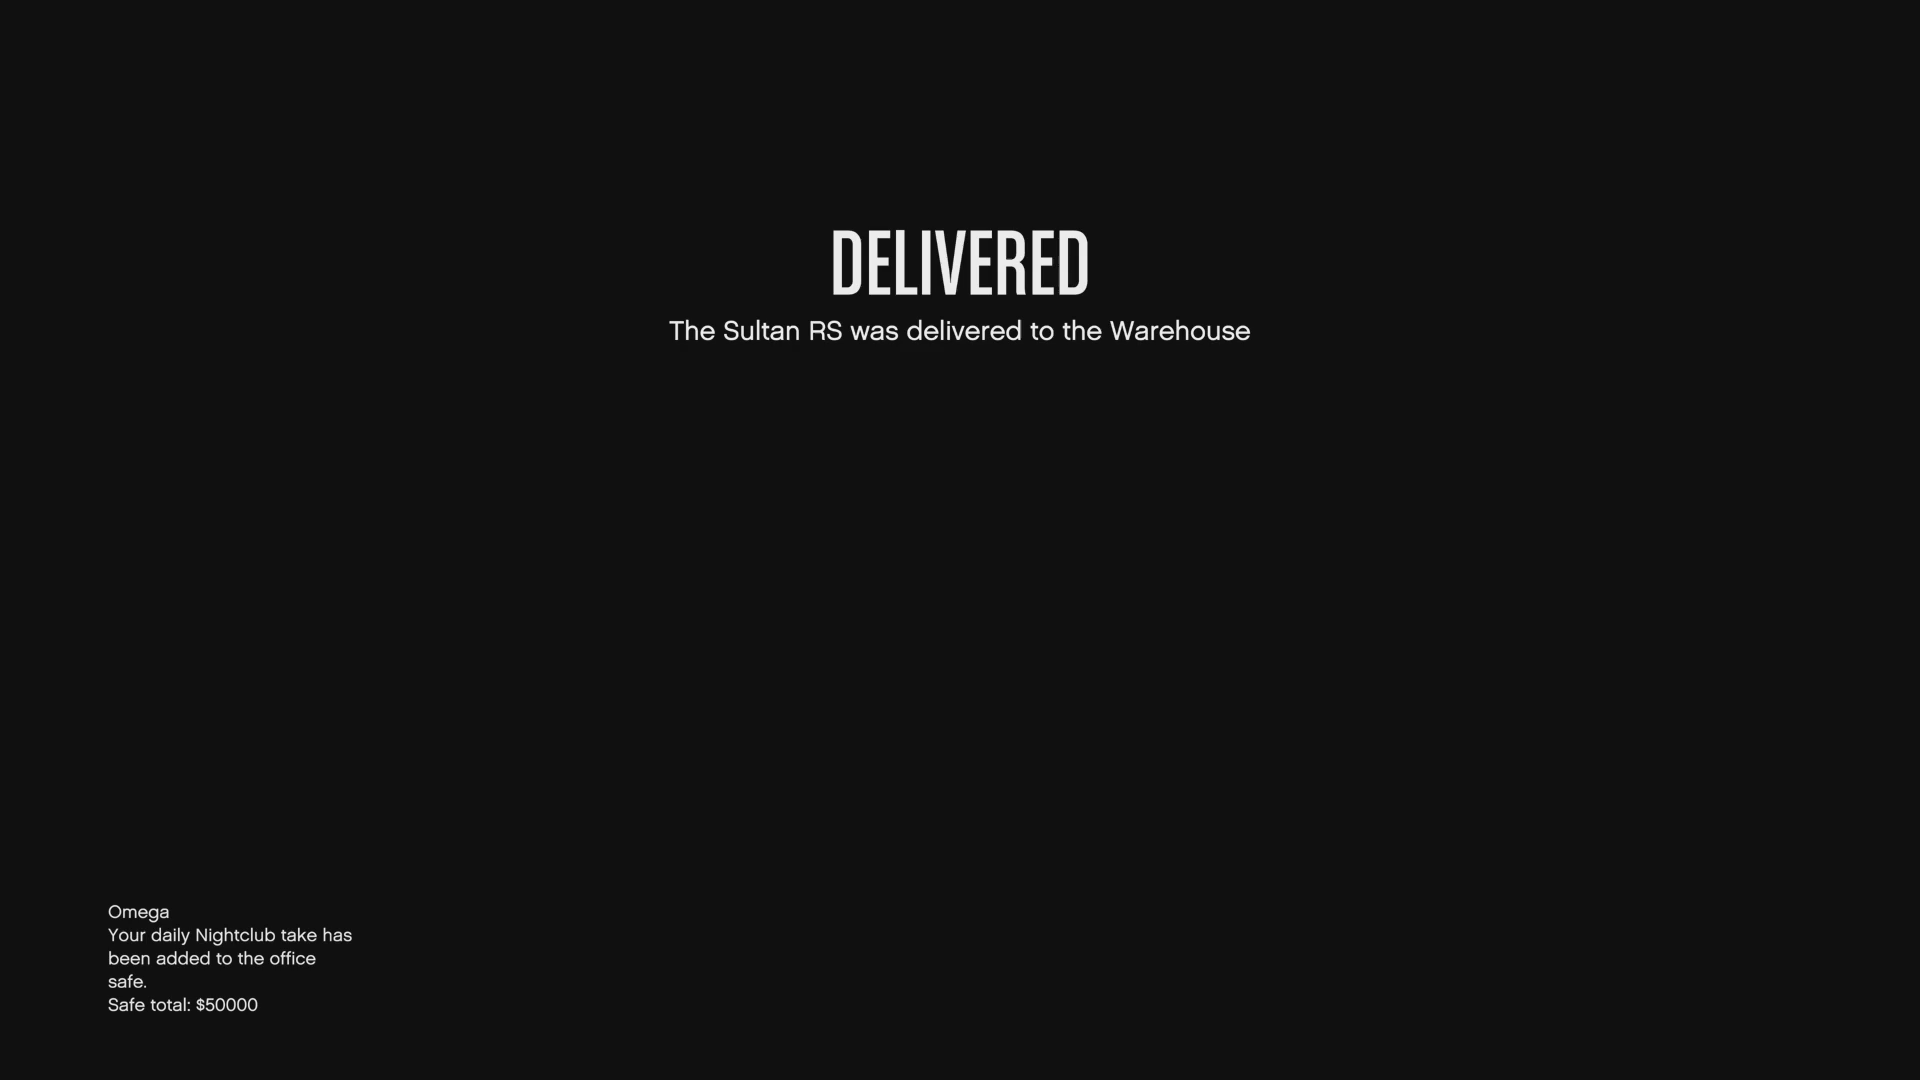 DELIVERED
The Sultan RS was delivered to the Warehouse
Omega
Your daily Nightclub take has
been added to the office
safe.
Safe total: $50000